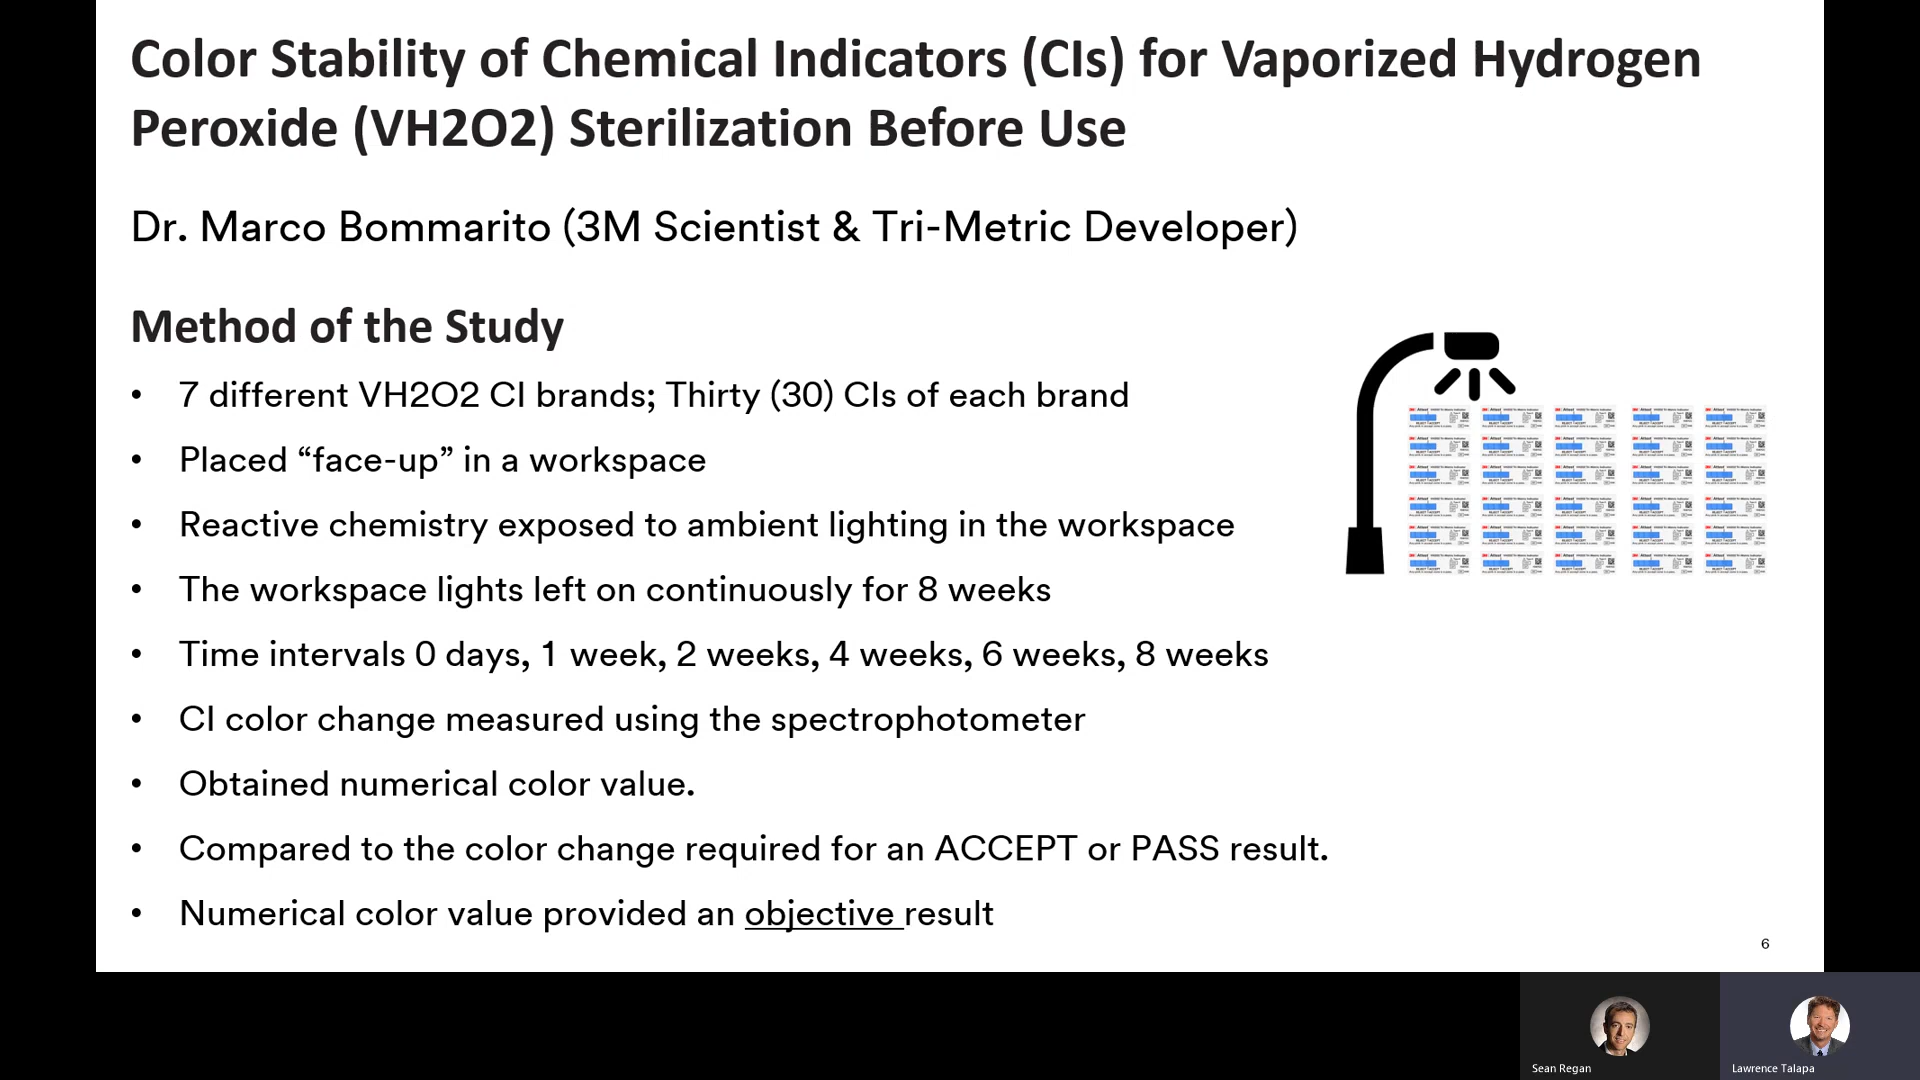 Color Stability of Chemical Indicators (CIs) for Vaporized Hydrogen
Peroxide (VH2O2) Sterilization Before Use
Dr. Marco Bommarito (3M Scientist & Tri-Metric Developer)
Method of the Study
• 7 different VH2O2 CI brands; Thirty (30) CIs of each brand
• Placed “face-up” in a workspace
• Reactive chemistry exposed to ambient lighting in the workspace
• The workspace lights left on continuously for 8 weeks
• Time intervals 0 days, 1 week, 2 weeks, 4 weeks, 6 weeks, 8 weeks
• CI color change measured using the spectrophotometer
• Obtained numerical color value.
• Compared to the color change required for an ACCEPT or PASS result.
• Numerical color value provided an objective result
6
Sean Regan
Lawrence Talapa